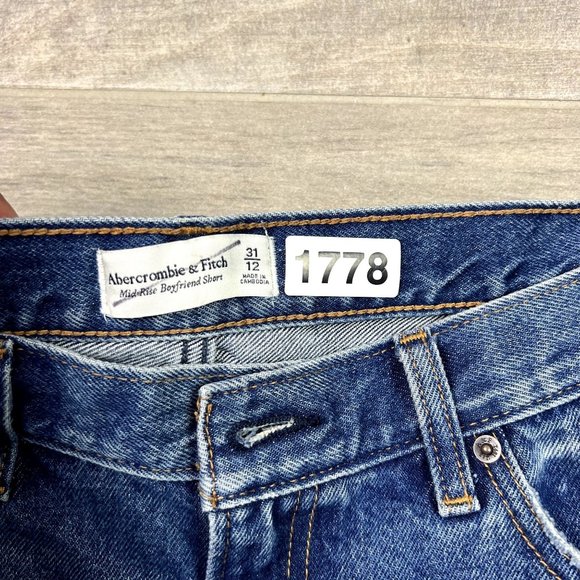 Abercrombie & Fitch
Mid-Rise Boyfriend Short
31
12
MADE IN
CAMBODIA
1778